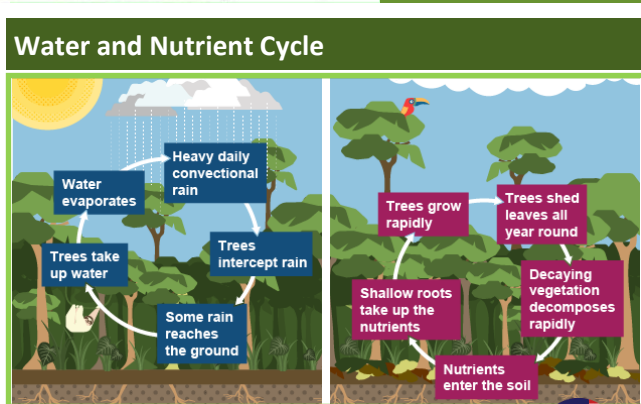 Water and Nutrient Cycle
Heavy daily
convectional
rain
Water
evaporates
Trees
intercept rain
Trees take
up water
Some rain
reaches
the ground
Trees grow
rapidly
Trees shed
leaves all
year round
Decaying
vegetation
decomposes
rapidly
Shallow roots
take up the
nutrients
Nutrients
enter the soil